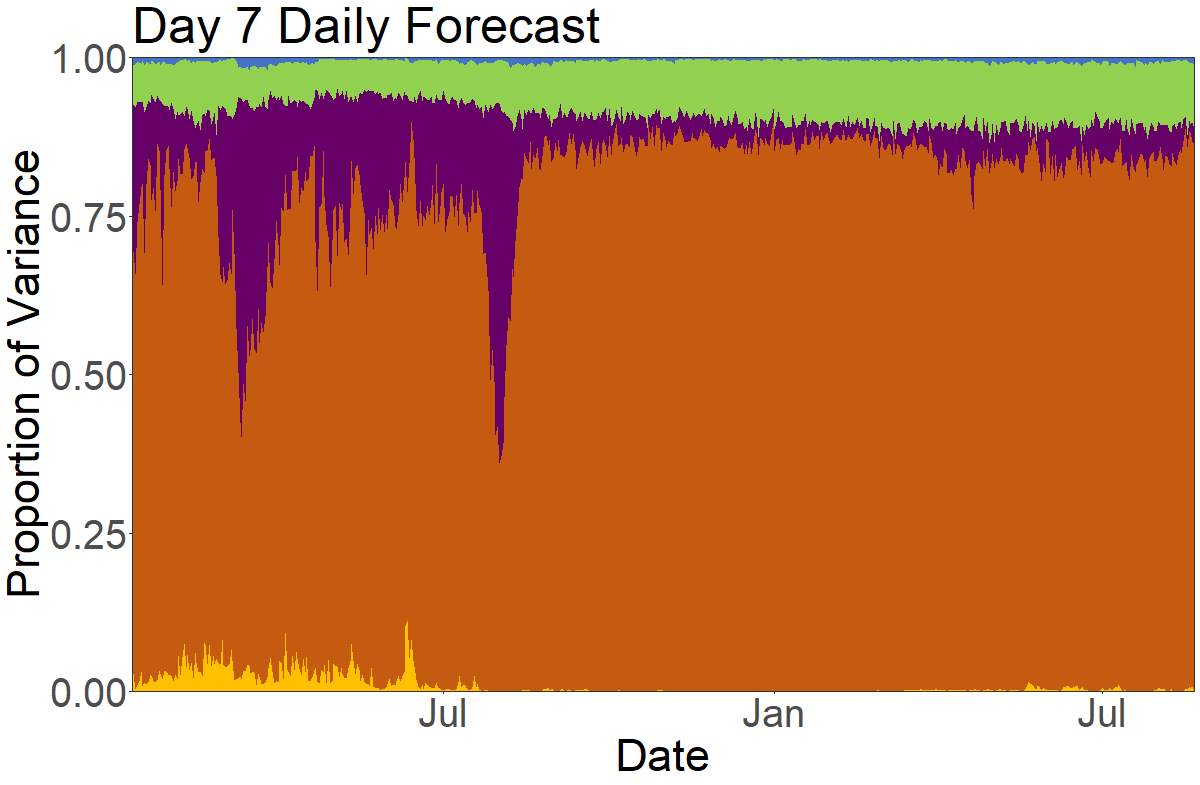 Day 7 Daily Forecast
Proportion of Variance
1.00
0.75
0.50
0.25
0.00
Jul
Jan
Jul
Date